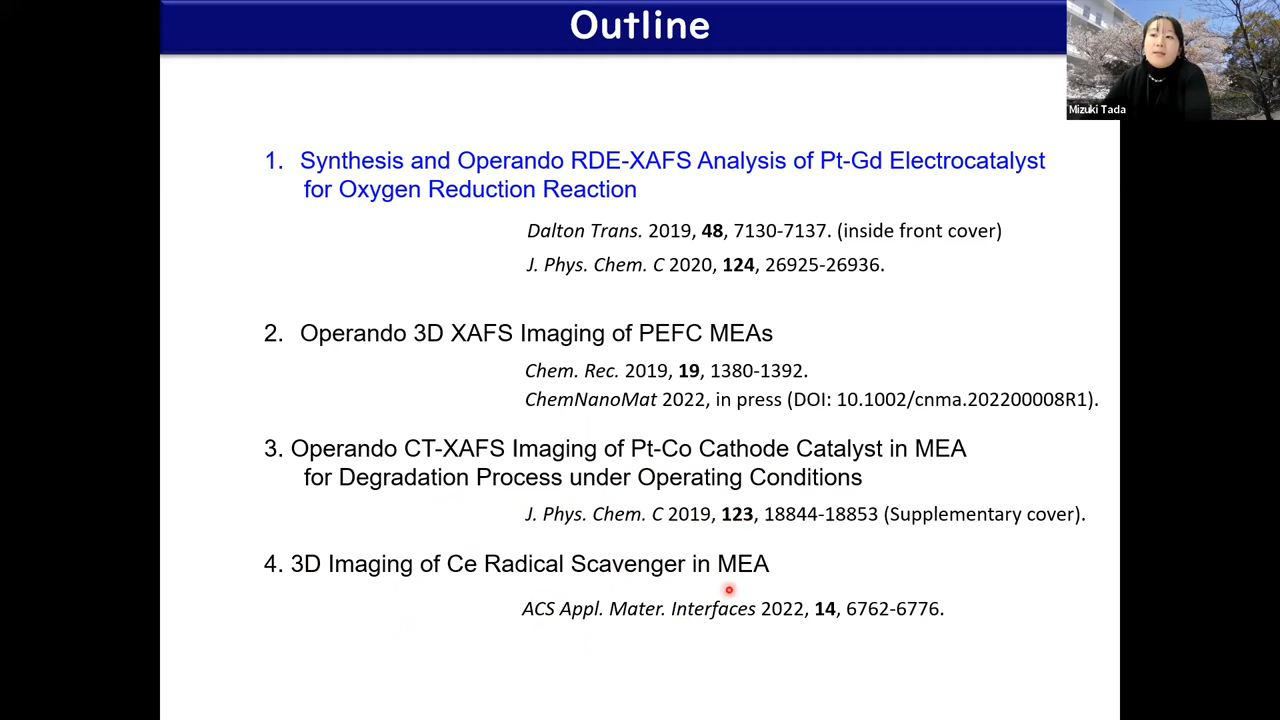 Outline
Mizuki Tada
1. Synthesis and Operando RDE-XAFS Analysis of Pt-Gd Electrocatalyst
for Oxygen Reduction Reaction
Dalton Trans. 2019, 48, 7130-7137. (inside front cover)
J. Phys. Chem. C 2020, 124, 26925-26936.
2. Operando 3D XAFS Imaging of PEFC MEAs
Chem. Rec. 2019, 19, 1380-1392.
ChemNanoMat 2022, in press (DOI: 10.1002/cnma.202200008R1).
3. Operando CT-XAFS Imaging of Pt-Co Cathode Catalyst in MEA
for Degradation Process under Operating Conditions
J. Phys. Chem. C 2019, 123, 18844-18853 (Supplementary cover).
4. 3D Imaging of Ce Radical Scavenger in MEA
ACS Appl. Mater. Interfaces 2022, 14, 6762-6776.